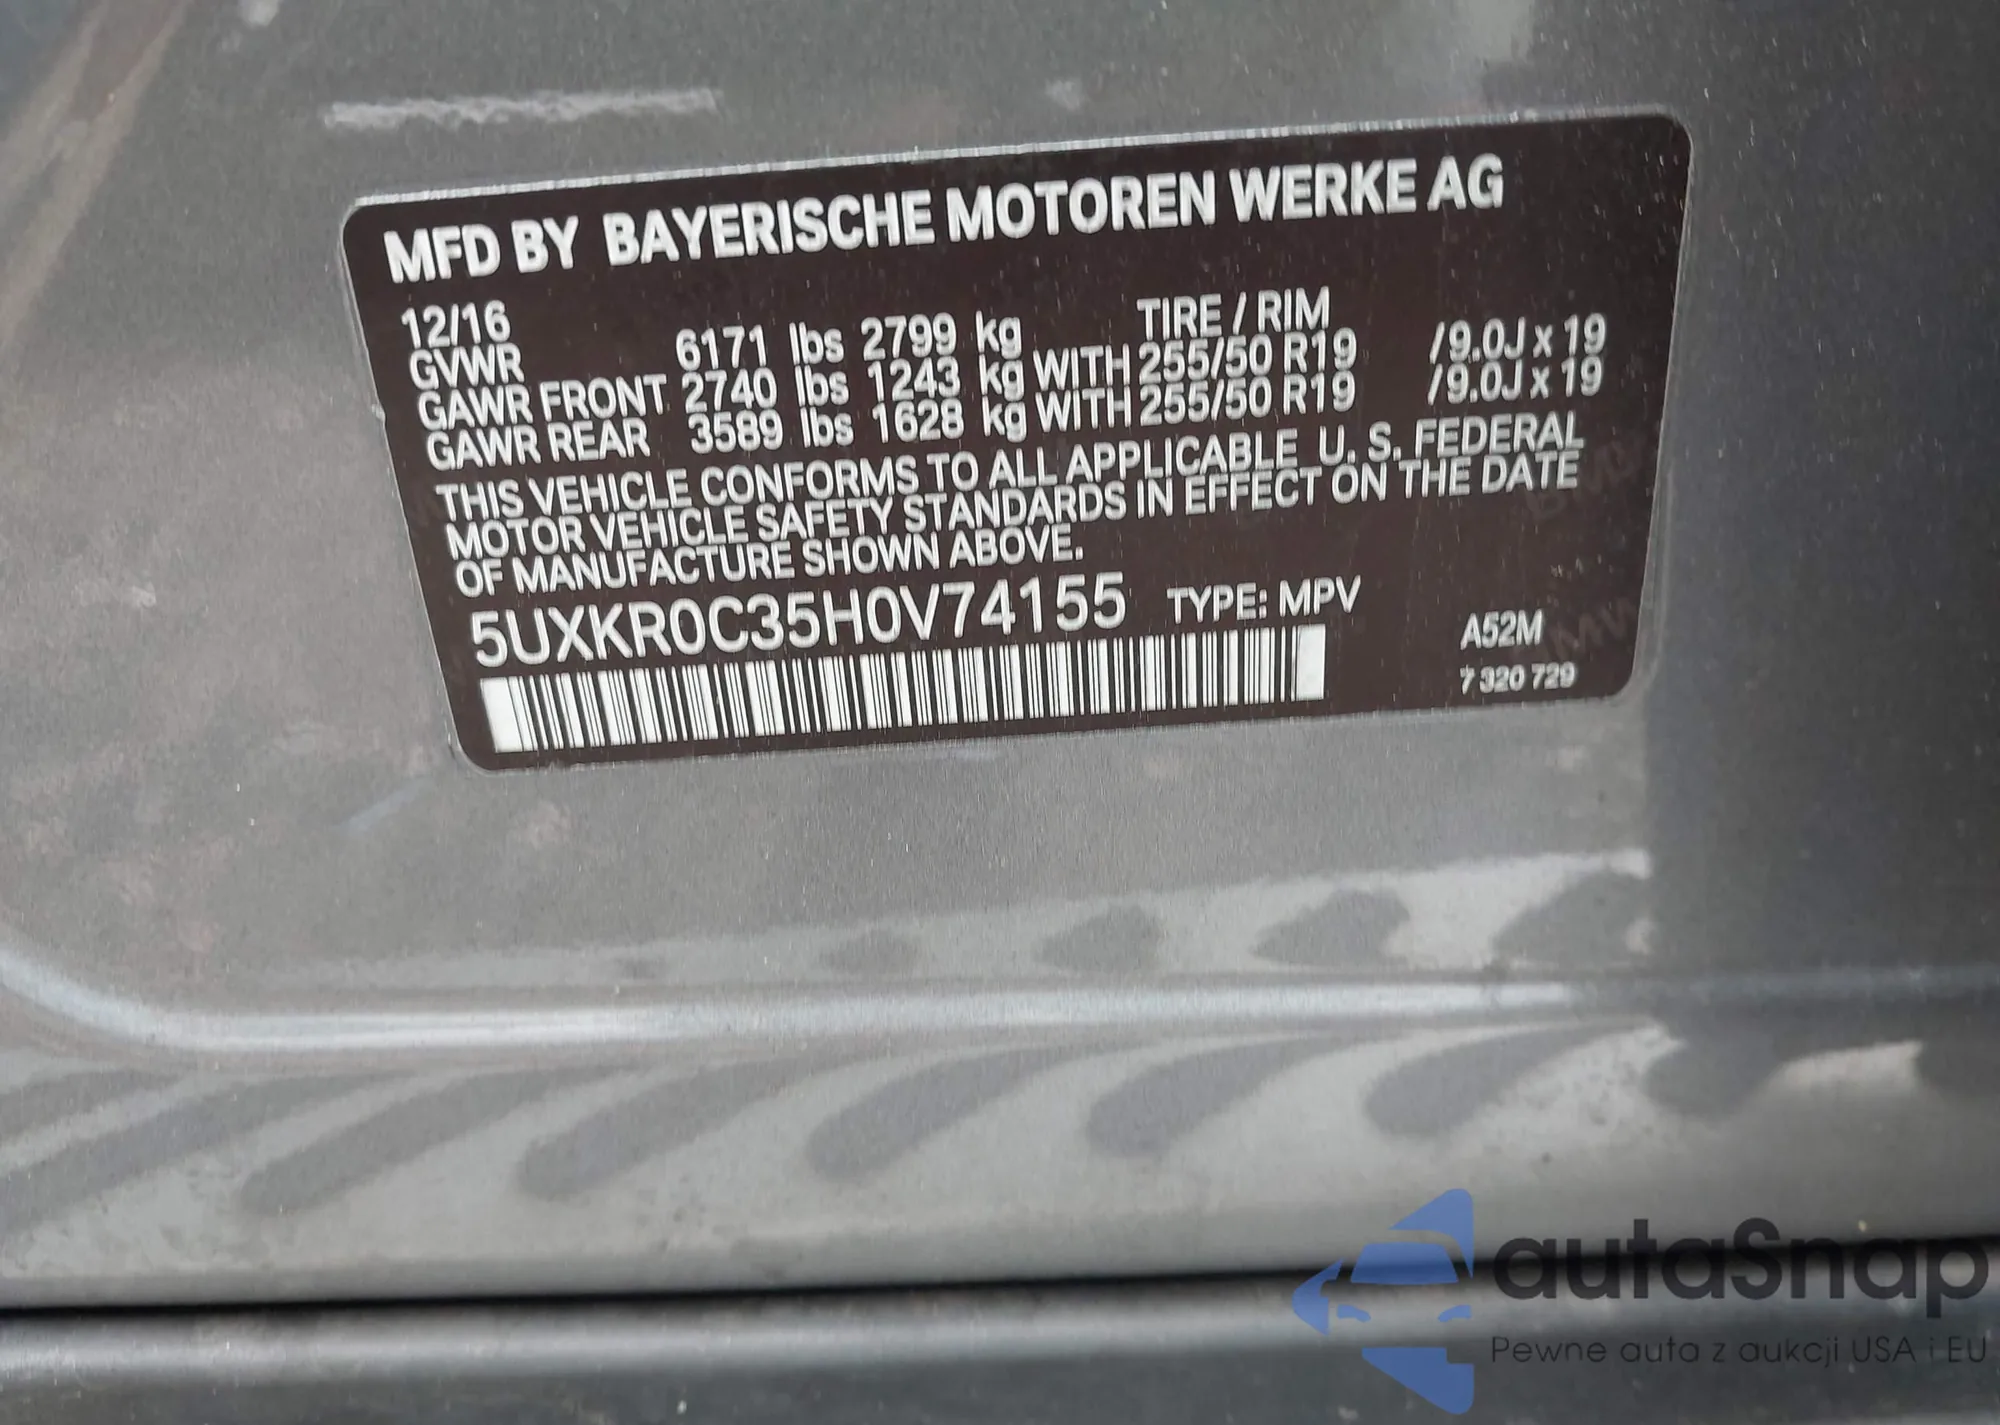 MFD BY BAYERISCHE MOTOREN WERKE AG
12/16 TIRE / RIM
GVWR 6171 lbs 2799 kg
GAWR FRONT 2740 lbs 1243 kg WITH 255/50 R19 /9.0J x 19
GAWR REAR 3589 lbs 1628 kg WITH 255/50 R19 /9.0J x 19
THIS VEHICLE CONFORMS TO ALL APPLICABLE U. S. FEDERAL
MOTOR VEHICLE SAFETY STANDARDS IN EFFECT ON THE DATE
OF MANUFACTURE SHOWN ABOVE.
5UXKR0C35H0V74155 TYPE: MPV
A52M
7 320 729
autaSnap
Pewne auta z aukcji USA i EU